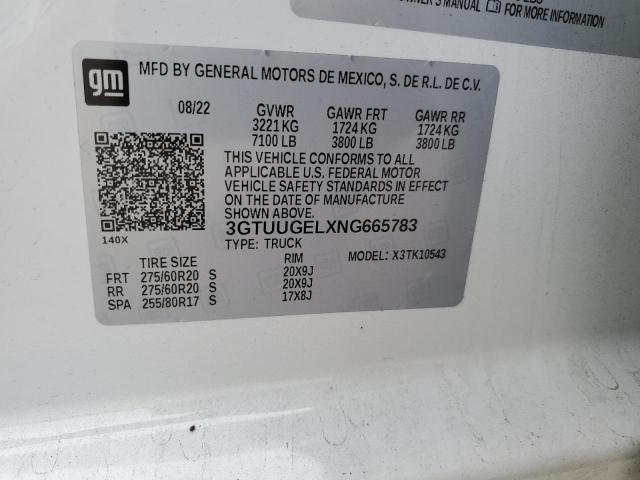 OWNER'S MANUAL FOR MORE INFORMATION
gm
MFD BY GENERAL MOTORS DE MEXICO, S. DE R.L. DE C.V.
08/22 GVWR GAWR FRT GAWR RR
3221 KG 1724 KG 1724 KG
7100 LB 3800 LB 3800 LB
THIS VEHICLE CONFORMS TO ALL
APPLICABLE U.S. FEDERAL MOTOR
VEHICLE SAFETY STANDARDS IN EFFECT
ON THE DATE OF MANUFACTURE
SHOWN ABOVE.
3GTUUGELXNG665783
140X
TYPE: TRUCK MODEL: X3TK10543
TIRE SIZE RIM
FRT 275/60R20 S 20X9J
RR 275/60R20 S 20X9J
SPA 255/80R17 S 17X8J